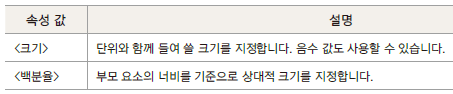 속성 값 설명
<크기> 단위와 함께 들여 쓸 크기를 지정합니다. 음수 값도 사용할 수 있습니다.
<백분율> 부모 요소의 너비를 기준으로 상대적 크기를 지정합니다.